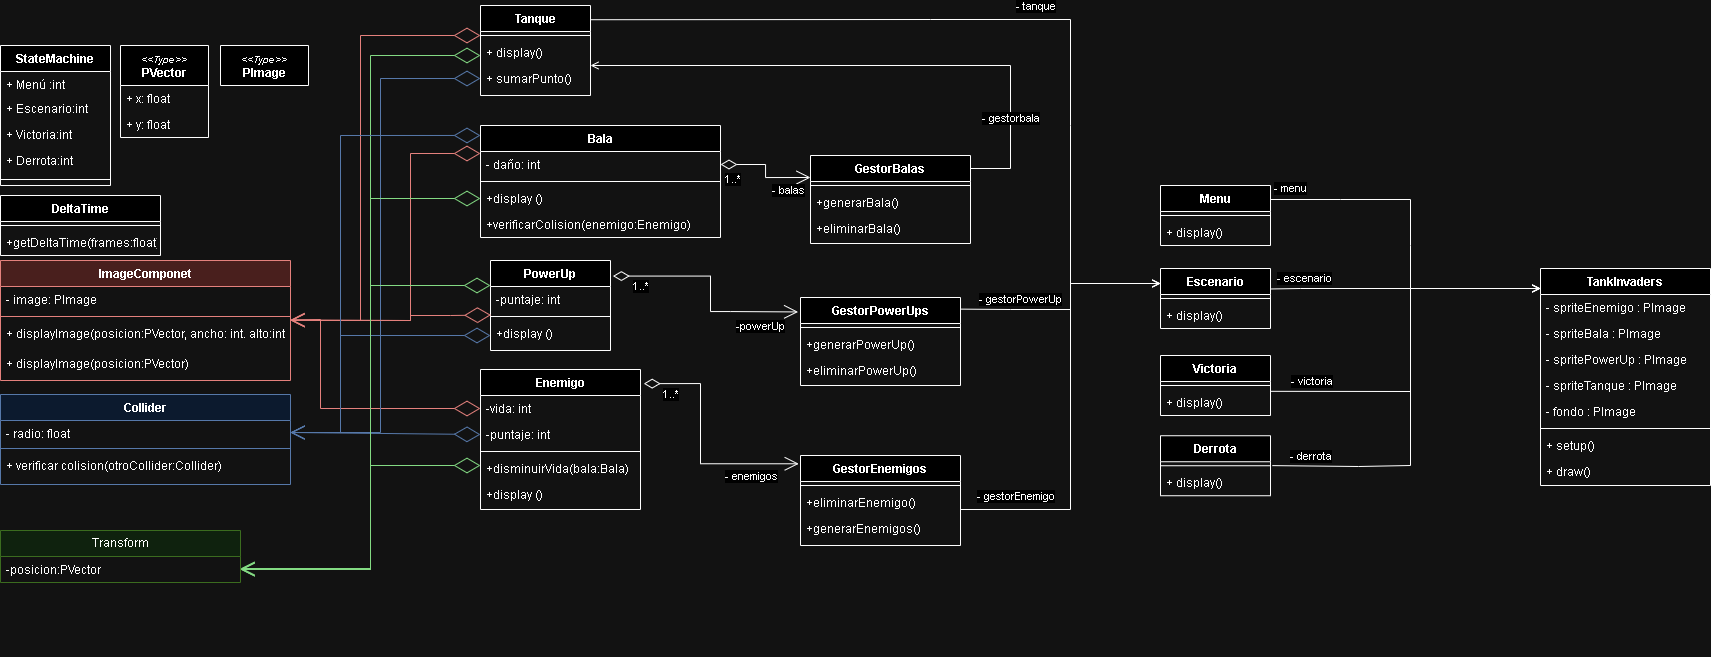 StateMachine
+ Menú :int
+ Escenario:int
+ Victoria:int
+ Derrota:int
<<Type>>
PVector
+ x: float
+ y: float
<<Type>>
PImage
DeltaTime
+getDeltaTime(frames:float
ImageComponet
- image: PImage
+ displayImage(posicion:PVector, ancho: int. alto:int
+ displayImage(posicion:PVector)
Collider
- radio: float
+ verificar colision(otroCollider:Collider)
Transform
-posicion:PVector
Tanque
+ display()
+ sumarPunto()
- tanque
Bala
- daño: int
+display ()
+verificarColision(enemigo:Enemigo)
1..*
- balas
PowerUp
-puntaje: int
+display ()
1..*
-powerUp
Enemigo
-vida: int
-puntaje: int
+disminuirVida(bala:Bala)
+display ()
1..*
- enemigos
- gestorbala
GestorBalas
+generarBala()
+eliminarBala()
GestorPowerUps
+generarPowerUp()
+eliminarPowerUp()
- gestorPowerUp
GestorEnemigos
+eliminarEnemigo()
+generarEnemigos()
- gestorEnemigo
Menu
+ display()
- menu
Escenario
+ display()
- escenario
Victoria
+ display()
- victoria
Derrota
+ display()
- derrota
TankInvaders
- spriteEnemigo : PImage
- spriteBala : PImage
- spritePowerUp : PImage
- spriteTanque : PImage
- fondo : PImage
+ setup()
+ draw()